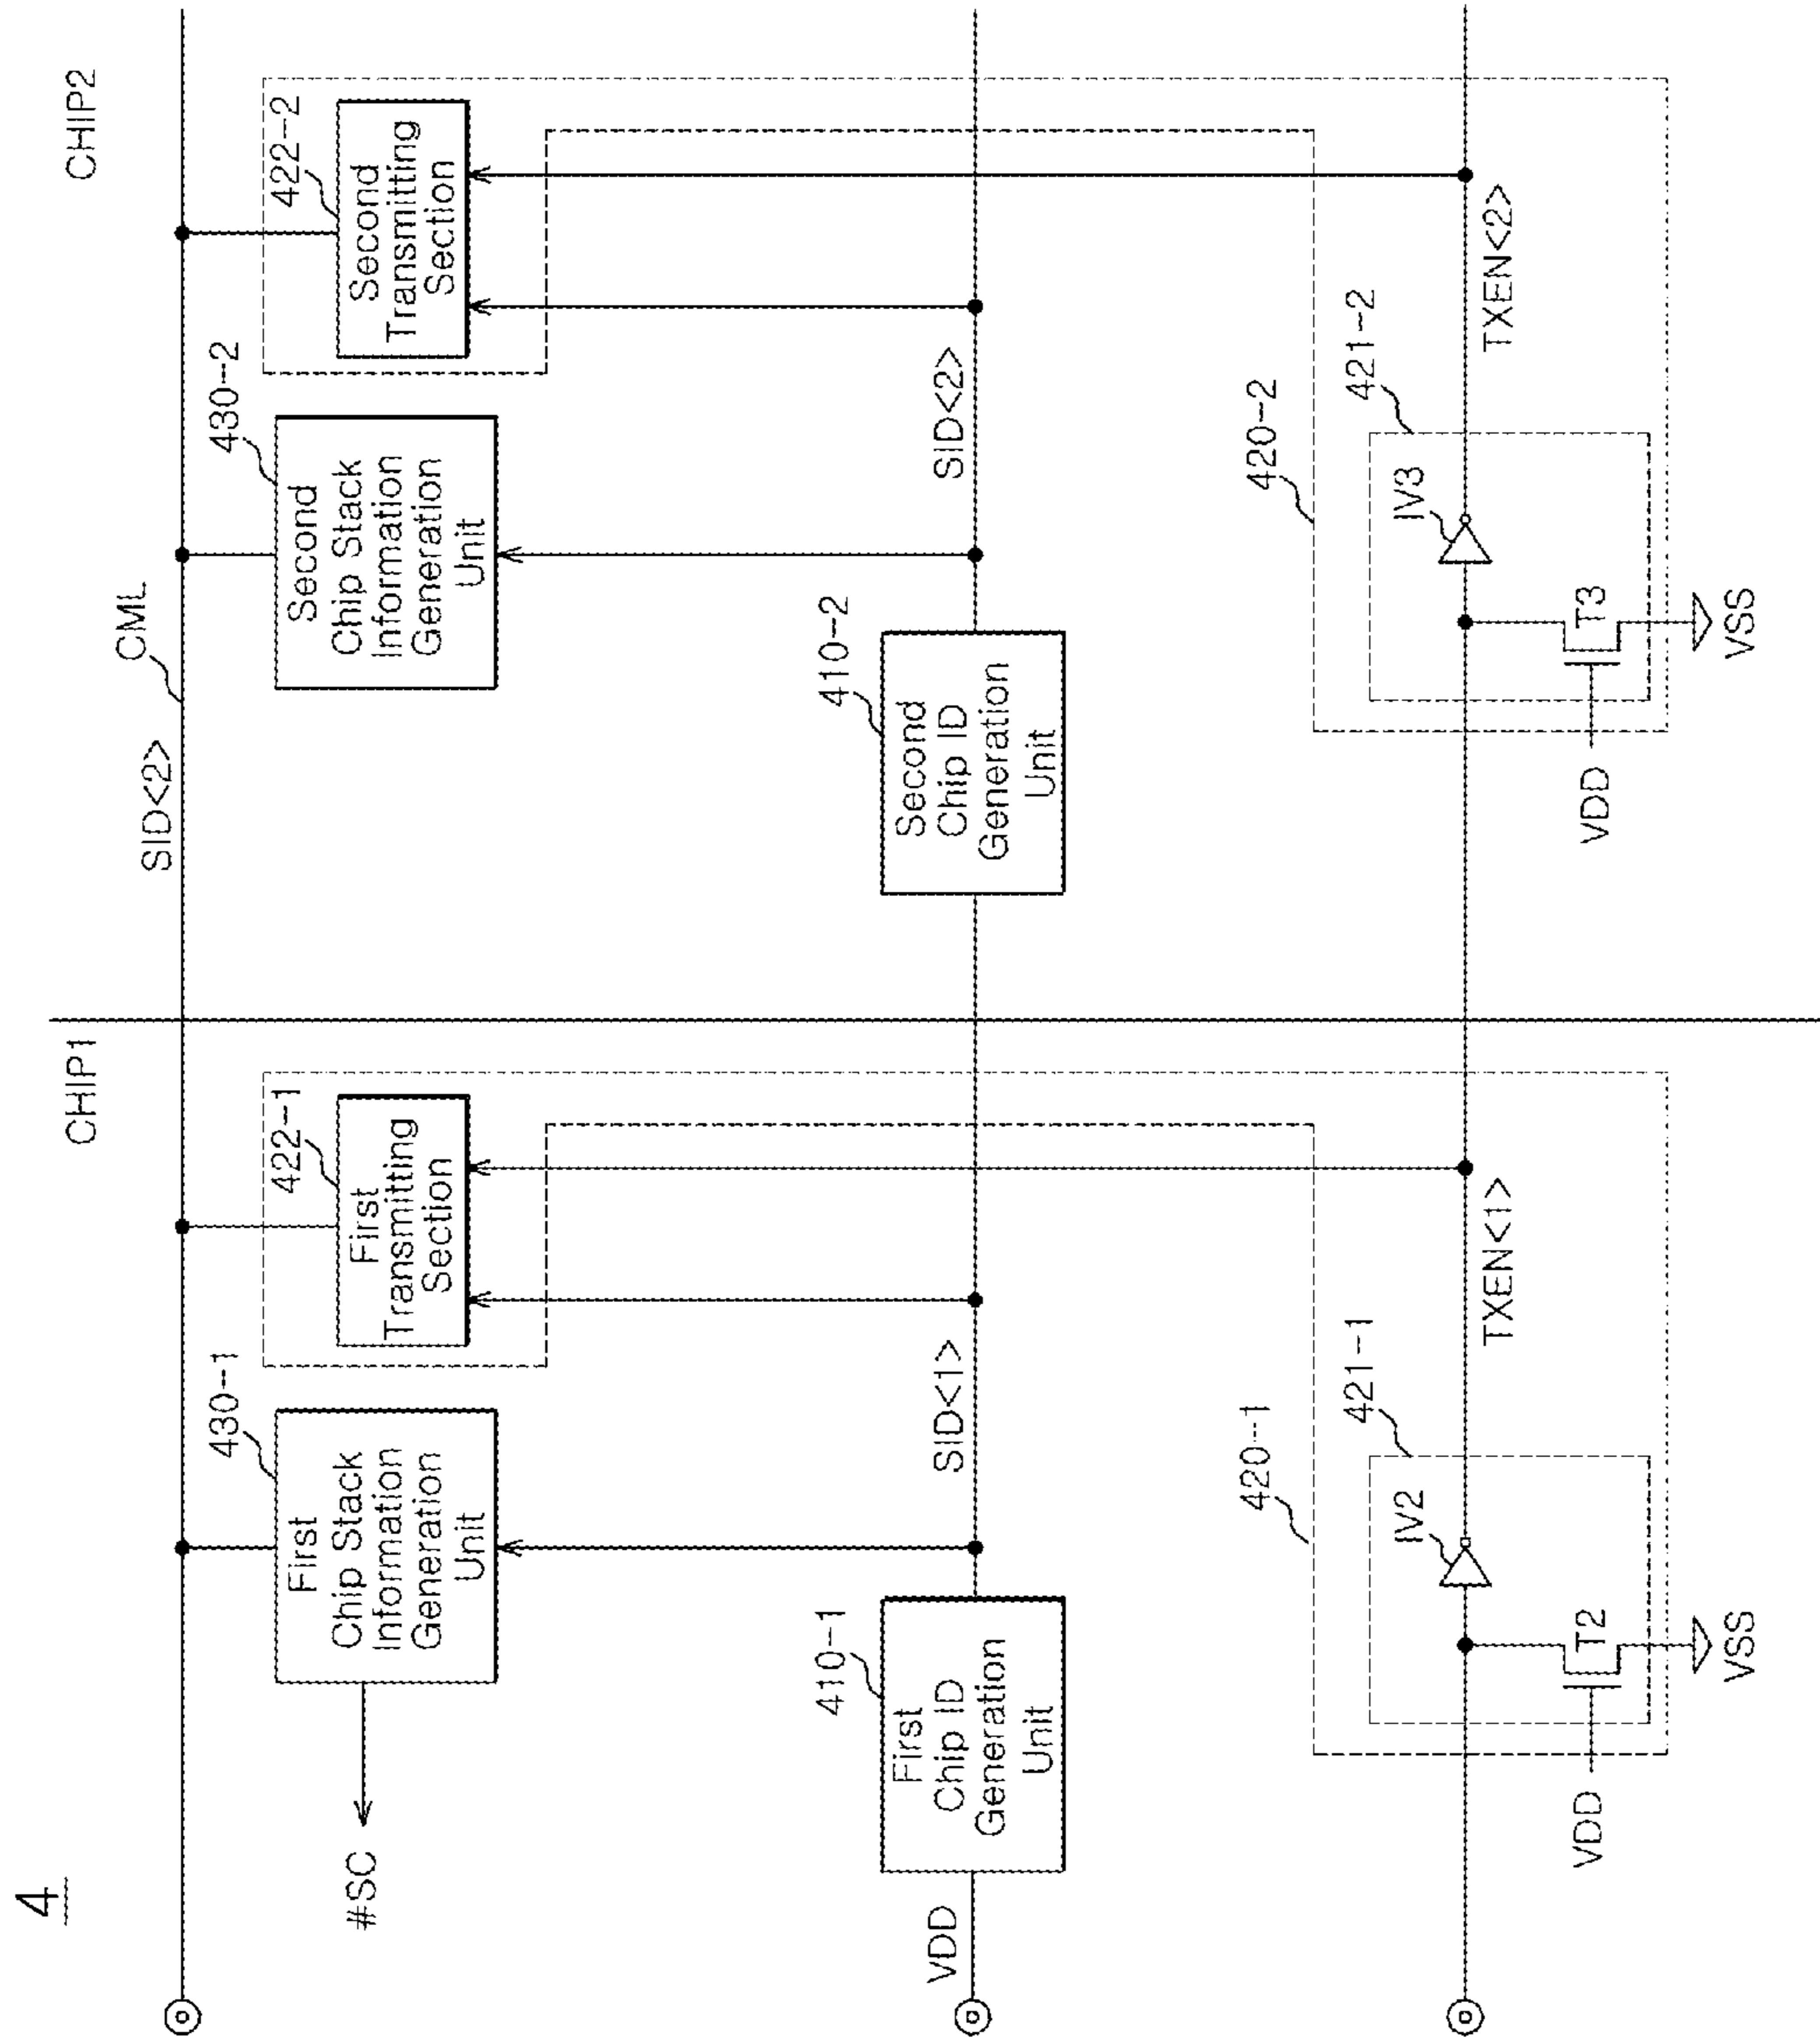 4
CHIP1
CHIP2
SID<2>
CML
430-1
422-1
430-2
422-2
First
Chip Stack
Information
Generation
Unit
First
Transmitting
Section
Second
Chip Stack
Information
Generation
Unit
Second
Transmitting
Section
#SC
410-1
SID<1>
410-2
SID<2>
VDD
First
Chip ID
Generation
Unit
Second
Chip ID
Generation
Unit
420-1
420-2
421-1
421-2
IV2
IV3
TXEN<1>
TXEN<2>
T2
T3
VDD
VSS
VDD
VSS